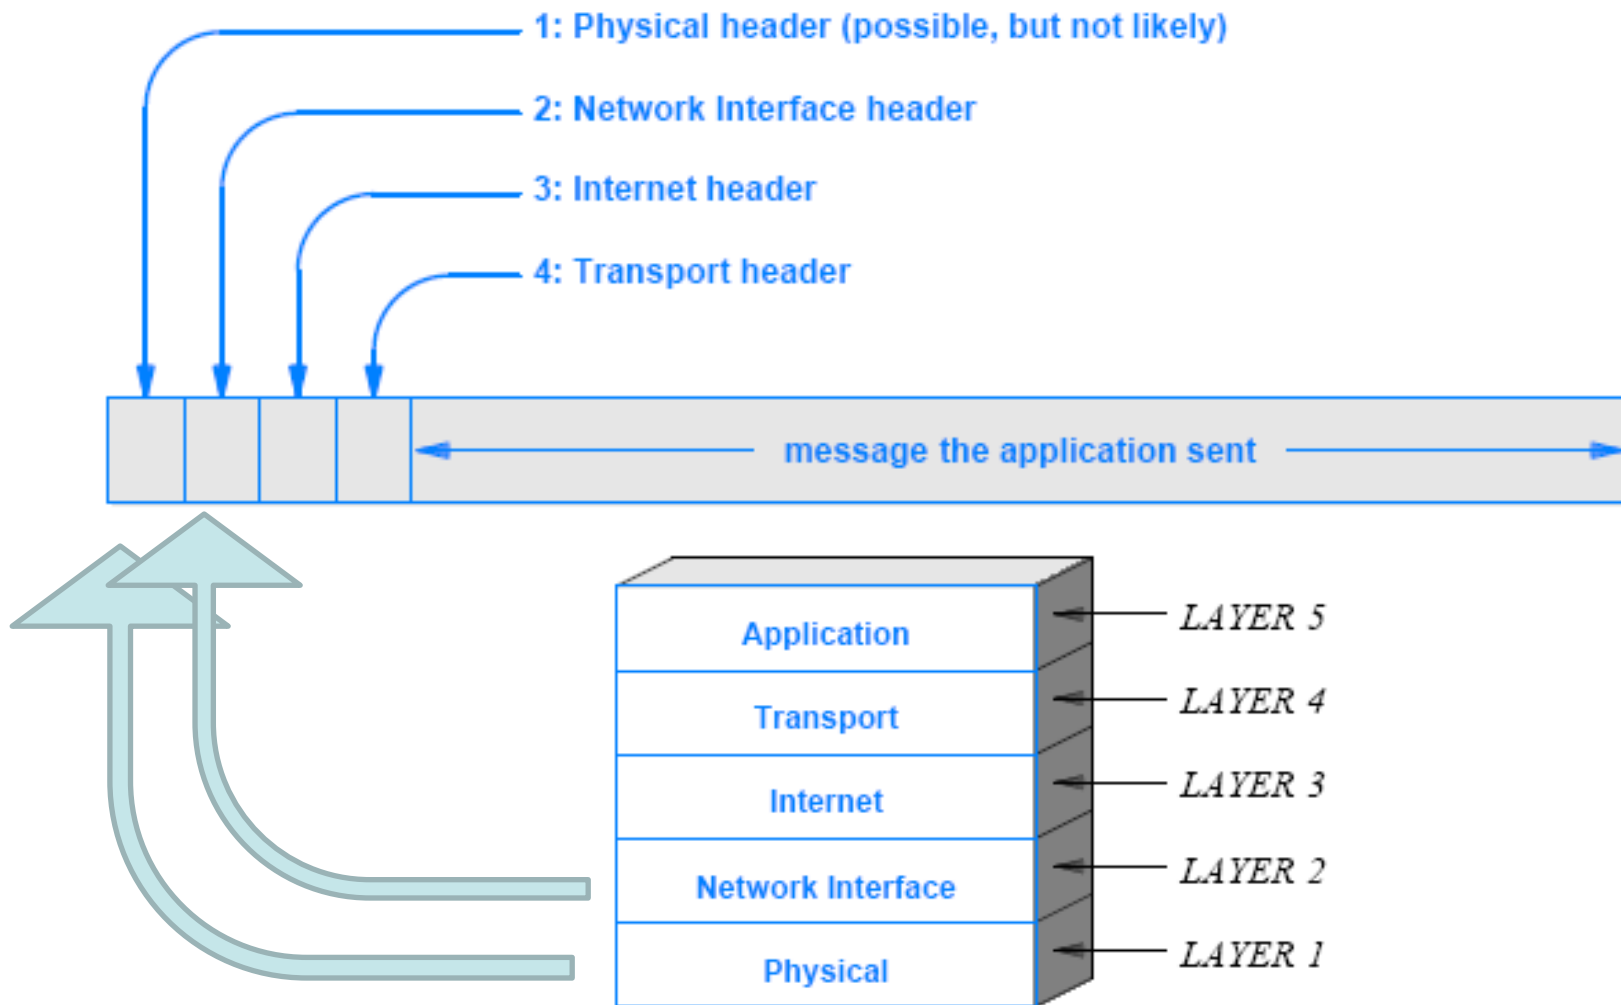 1: Physical header (possible, but not likely)
2: Network Interface header
3: Internet header
4: Transport header
message the application sent
Application
LAYER 5
Transport
LAYER 4
Internet
LAYER 3
Network Interface
LAYER 2
Physical
LAYER 1